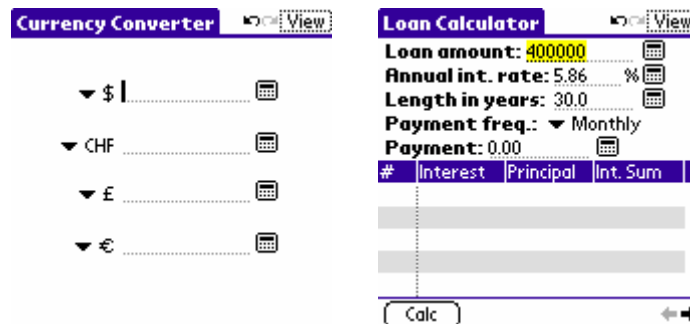 Currency Converter
View
$
CHF
£
€
Loan Calculator
View
Loan amount: 400000
Annual int. rate: 5.86 %
Length in years: 30.0
Payment freq.: Monthly
Payment: 0.00
# Interest Principal Int. Sum
Calc